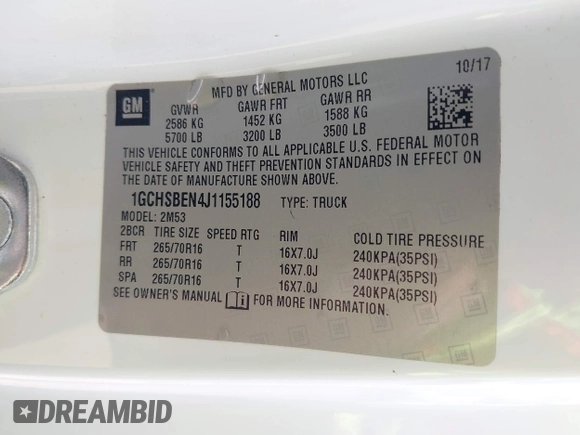 GM
MFD BY GENERAL MOTORS LLC
10/17
GVWR GAWR FRT GAWR RR
2586 KG 1452 KG 1588 KG
5700 LB 3200 LB 3500 LB
THIS VEHICLE CONFORMS TO ALL APPLICABLE U.S. FEDERAL MOTOR
VEHICLE SAFETY AND THEFT PREVENTION STANDARDS IN EFFECT ON
THE DATE OF MANUFACTURE SHOWN ABOVE.
1GCHSBEN4J1155188 TYPE: TRUCK
MODEL: 2M53
2BCR TIRE SIZE SPEED RTG RIM COLD TIRE PRESSURE
FRT 265/70R16 T 16X7.0J 240KPA(35PSI)
RR 265/70R16 T 16X7.0J 240KPA(35PSI)
SPA 265/70R16 T 16X7.0J 240KPA(35PSI)
SEE OWNER'S MANUAL FOR MORE INFORMATION.
DREAMBID